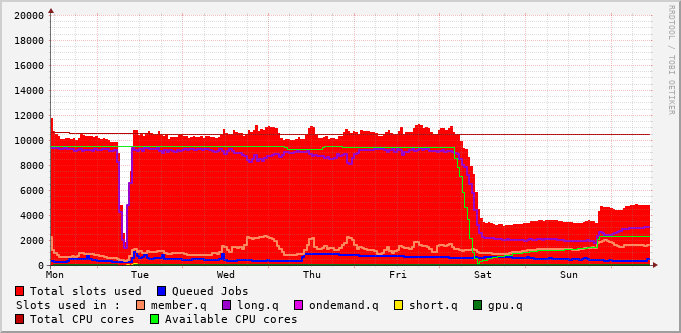 RRDTOOL / TOBI OETIKER
20000
18000
16000
14000
12000
10000
8000
6000
4000
2000
0
Mon Tue Wed Thu Fri Sat Sun
Total slots used Queued Jobs
Slots used in : member.q long.q ondemand.q short.q gpu.q
Total CPU cores Available CPU cores